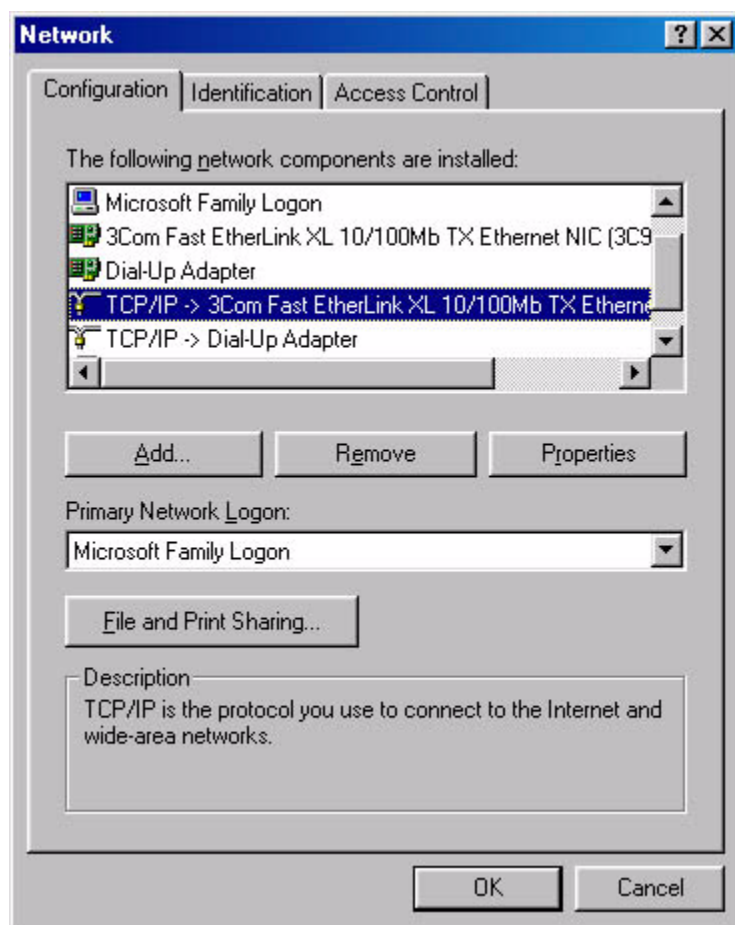 Network
Configuration Identification Access Control
The following network components are installed:
Microsoft Family Logon
3Com Fast EtherLink XL 10/100Mb TX Ethernet NIC (3C9
Dial-Up Adapter
TCP/IP -> 3Com Fast EtherLink XL 10/100Mb TX Etherne
TCP/IP -> Dial-Up Adapter
Add... Remove Properties
Primary Network Logon:
Microsoft Family Logon
File and Print Sharing...
Description
TCP/IP is the protocol you use to connect to the Internet and
wide-area networks.
OK Cancel